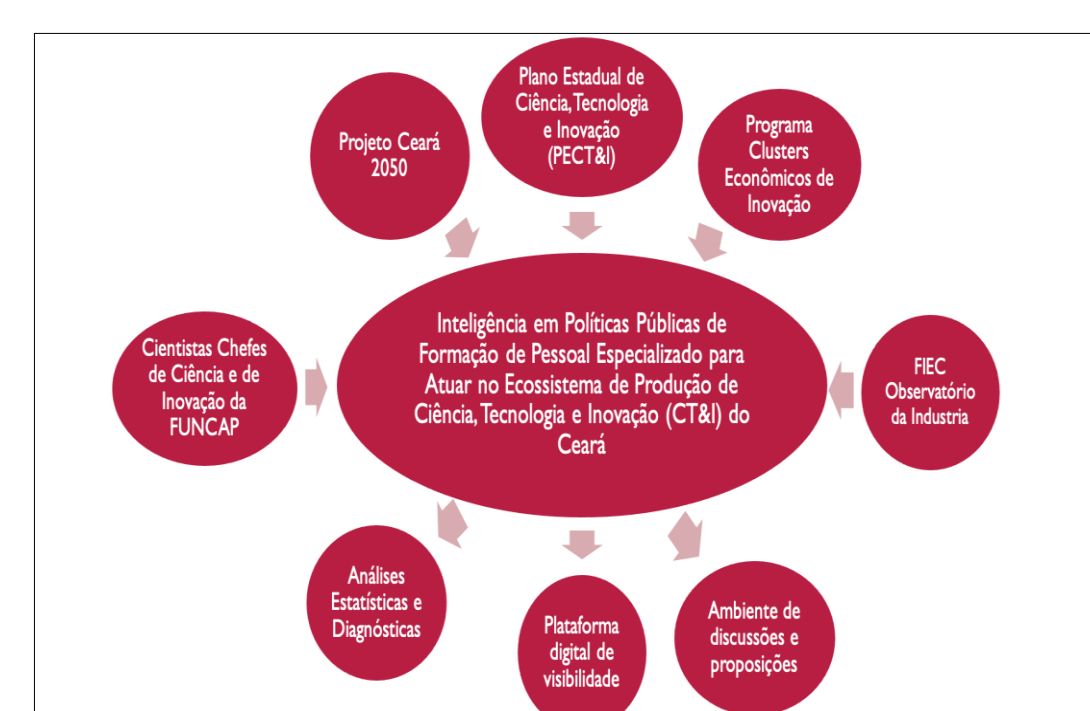 Projeto Ceará
2050
Plano Estadual de
Ciência, Tecnologia
e Inovação
(PECT&I)
Programa
Clusters
Econômicos de
Inovação
Cientistas Chefes
de Ciência e de
Inovação da
FUNCAP
Inteligência em Políticas Públicas de
Formação de Pessoal Especializado para
Atuar no Ecossistema de Produção de
Ciência, Tecnologia e Inovação (CT&I) do
Ceará
FIEC
Observatório
da Industria
Análises
Estatísticas e
Diagnósticas
Plataforma
digital de
visibilidade
Ambiente de
discussões e
proposições